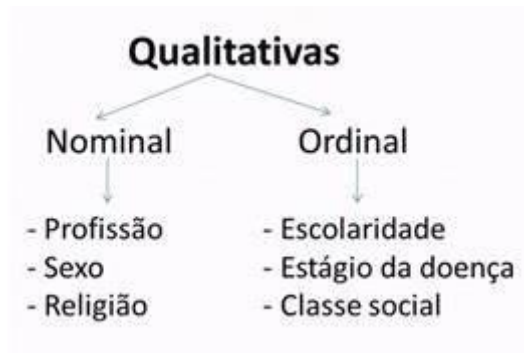 Qualitativas
Nominal
Ordinal
- Profissão
- Sexo
- Religião
- Escolaridade
- Estágio da doença
- Classe social